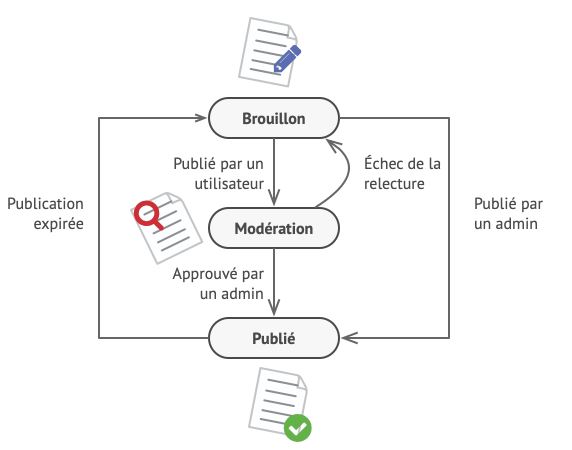 Brouillon
Publié par un
utilisateur
Échec de la
relecture
Publication
expirée
Publié par
un admin
Modération
Approuvé par
un admin
Publié